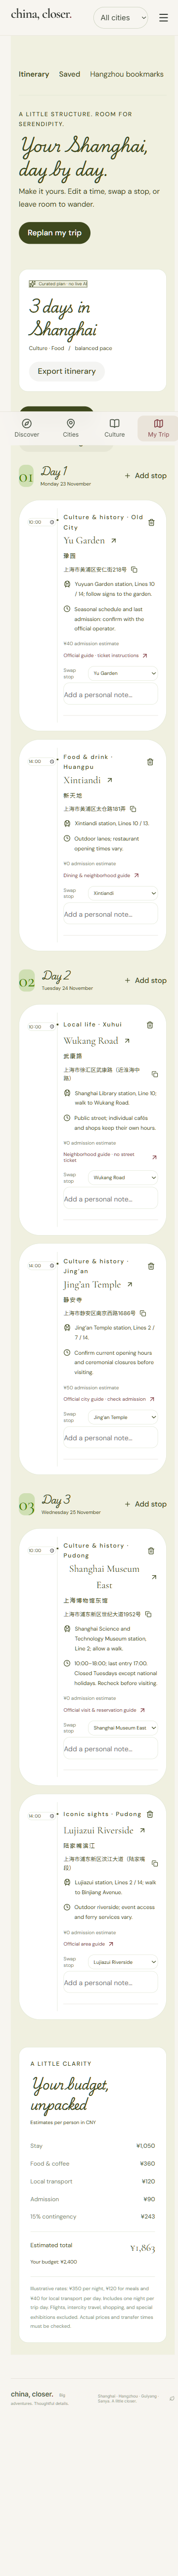 china, closer.
All cities
Itinerary Saved Hangzhou bookmarks
A LITTLE STRUCTURE. ROOM FOR
SERENDIPITY.
Your Shanghai,
day by day.
Make it yours. Edit a time, swap a stop, or
leave room to wander.
Replan my trip
Curated plan · no live AI
3 days in
Shanghai
Culture · Food / balanced pace
Export itinerary
Discover
Cities
Culture
My Trip
01
Day 1
Monday 23 November
+ Add stop
10:00
Culture & history · Old
City
Yu Garden
豫园
上海市黄浦区安仁街218号
Yuyuan Garden station, Lines 10
/ 14; follow signs to the garden.
Seasonal schedule and last
admission: confirm with the
official operator.
¥40 admission estimate
Official guide · ticket instructions
Swap
stop
Yu Garden
Add a personal note...
14:00
Food & drink ·
Huangpu
Xintiandi
新天地
上海市黄浦区太仓路181弄
Xintiandi station, Lines 10 / 13.
Outdoor lanes; restaurant
opening times vary.
¥0 admission estimate
Dining & neighborhood guide
Swap
stop
Xintiandi
Add a personal note...
02
Day 2
Tuesday 24 November
+ Add stop
10:00
Local life · Xuhui
Wukang Road
武康路
上海市徐汇区武康路（近淮海中
路）
Shanghai Library station, Line 10;
walk to Wukang Road.
Public street; individual cafés
and shops keep their own hours.
¥0 admission estimate
Neighborhood guide · no street
ticket
Swap
stop
Wukang Road
Add a personal note...
14:00
Culture & history ·
Jing'an
Jing'an Temple
静安寺
上海市静安区南京西路1686号
Jing'an Temple station, Lines 2 /
7 / 14.
Confirm current opening hours
and ceremonial closures before
visiting.
¥50 admission estimate
Official city guide · check admission
Swap
stop
Jing'an Temple
Add a personal note...
03
Day 3
Wednesday 25 November
+ Add stop
10:00
Culture & history ·
Pudong
Shanghai Museum
East
上海博物馆东馆
上海市浦东新区世纪大道1952号
Shanghai Science and
Technology Museum station,
Line 2; allow a walk.
10:00–18:00; last entry 17:00.
Closed Tuesdays except national
holidays. Recheck before visiting.
¥0 admission estimate
Official visit & reservation guide
Swap
stop
Shanghai Museum East
Add a personal note...
14:00
Iconic sights · Pudong
Lujiazui Riverside
陆家嘴滨江
上海市浦东新区滨江大道（陆家嘴
段）
Lujiazui station, Lines 2 / 14; walk
to Binjiang Avenue.
Outdoor riverside; event access
and ferry services vary.
¥0 admission estimate
Official area guide
Swap
stop
Lujiazui Riverside
Add a personal note...
A LITTLE CLARITY
Your budget,
unpacked
Estimates per person in CNY
Stay ¥1,050
Food & coffee ¥360
Local transport ¥120
Admission ¥90
15% contingency ¥243
Estimated total ¥1,863
Your budget: ¥2,400
Illustrative rates: ¥350 per night, ¥120 for meals and
¥40 for local transport per day. Includes one night per
trip day. Flights, intercity travel, shopping, and special
exhibitions excluded. Actual prices and transfer times
must be checked.
china, closer.
Big
adventures. Thoughtful details.
Shanghai · Hangzhou · Guiyang ·
Sanya. A little closer.